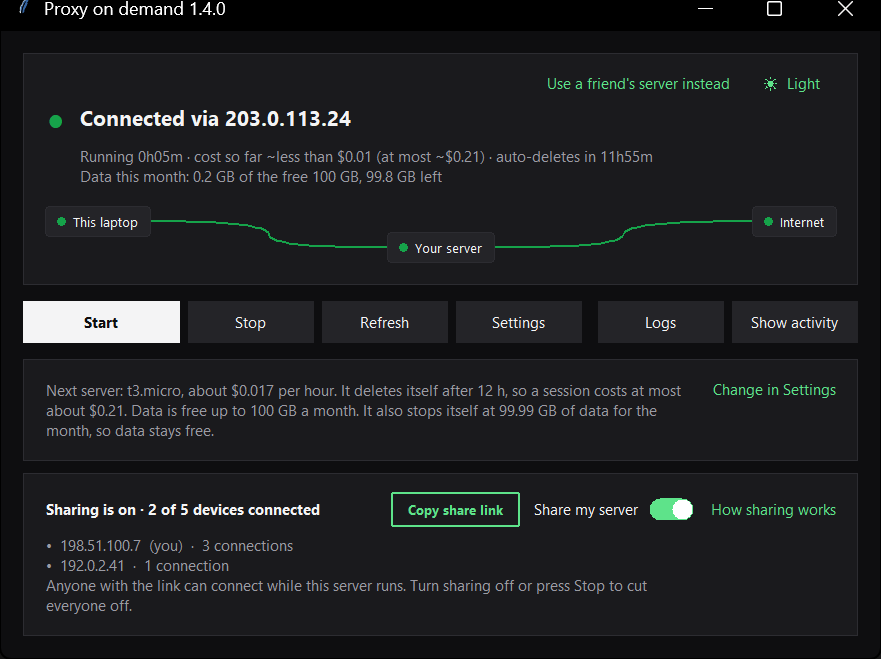 Proxy on demand 1.4.0
Use a friend's server instead
Light
Connected via 203.0.113.24
Running 0h05m · cost so far ~less than $0.01 (at most ~$0.21) · auto-deletes in 11h55m
Data this month: 0.2 GB of the free 100 GB, 99.8 GB left
This laptop
Internet
Your server
Start
Stop
Refresh
Settings
Logs
Show activity
Next server: t3.micro, about $0.017 per hour. It deletes itself after 12 h, so a session costs at most
Change in Settings
about $0.21. Data is free up to 100 GB a month. It also stops itself at 99.99 GB of data for the
month, so data stays free.
Sharing is on · 2 of 5 devices connected
Copy share link
Share my server
How sharing works
• 198.51.100.7 (you) · 3 connections
• 192.0.2.41 · 1 connection
Anyone with the link can connect while this server runs. Turn sharing off or press Stop to cut
everyone off.